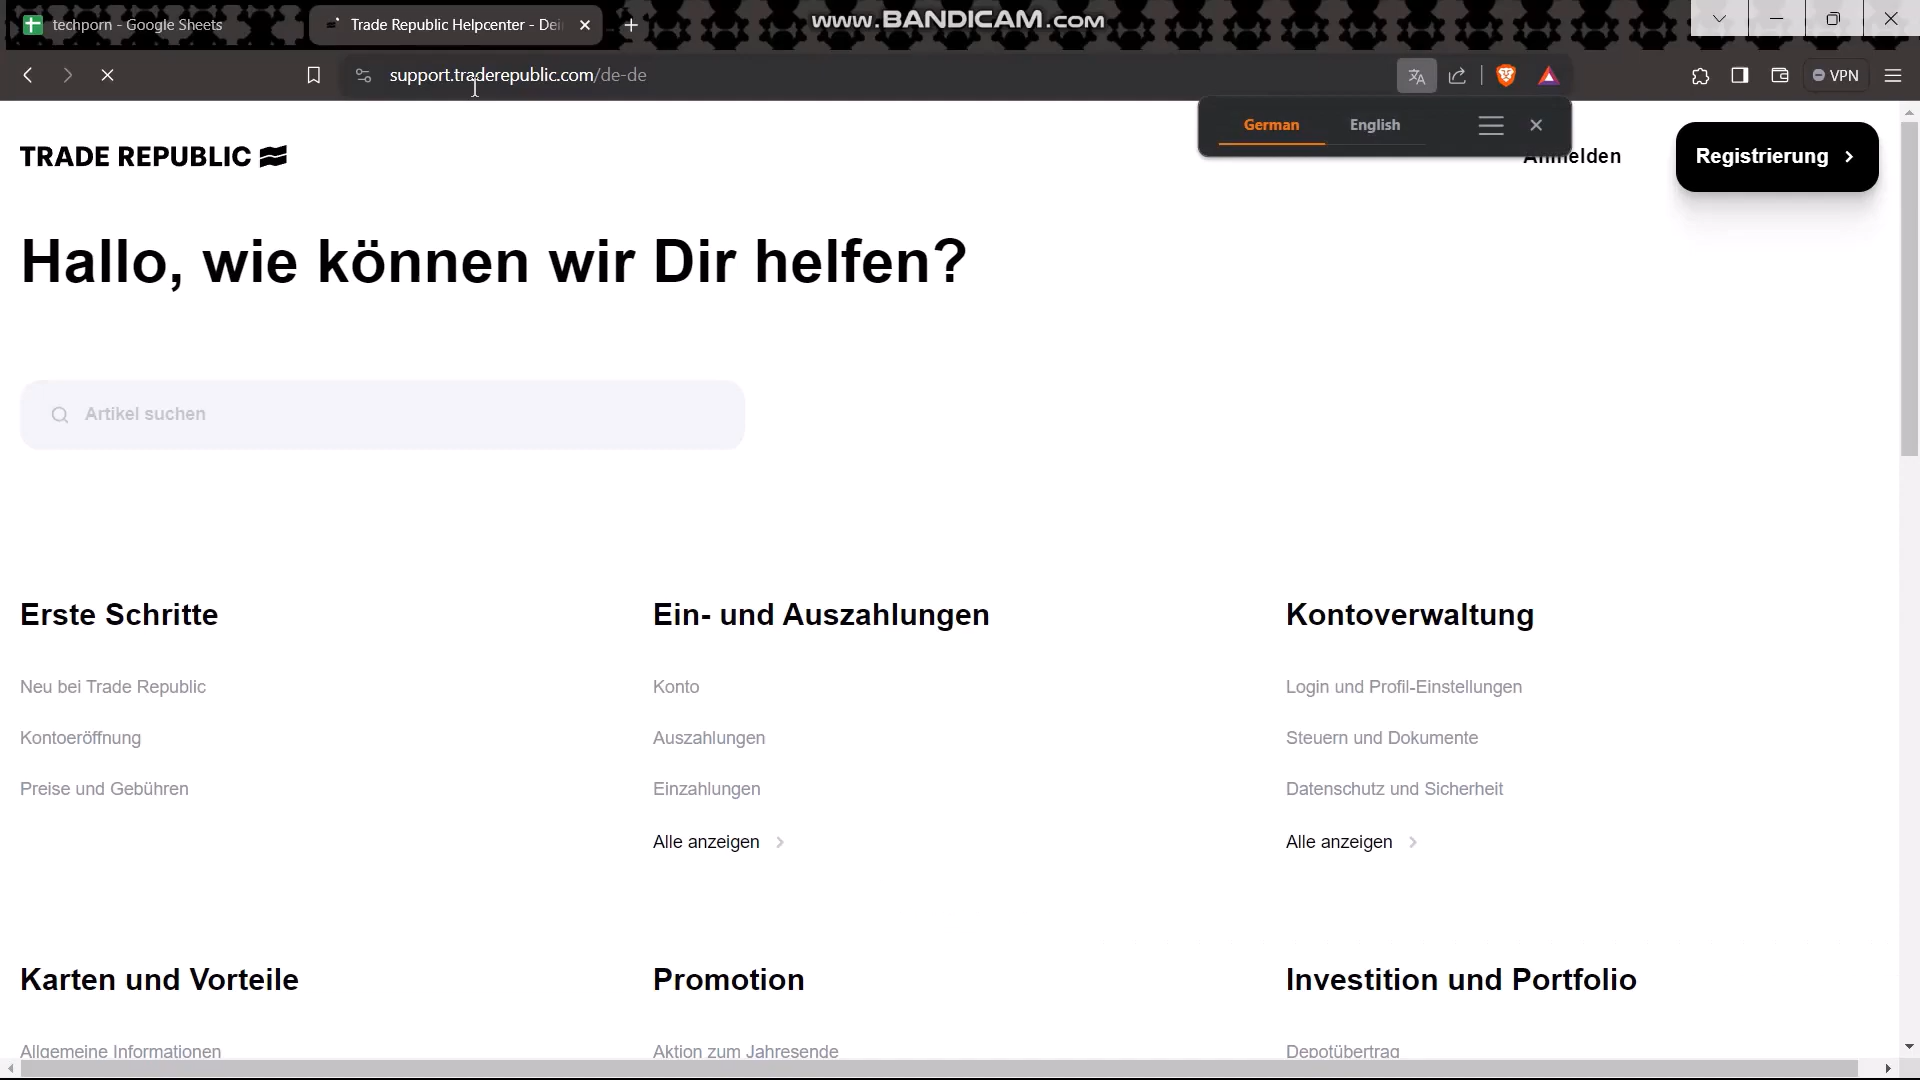 techporn - Google Sheets
Trade Republic Helpcenter - Dei
www.BANDICAM.com
support.traderepublic.com/de-de
VPN
German
English
TRADE REPUBLIC
Anmelden
Registrierung
Hallo, wie können wir Dir helfen?
Artikel suchen
Erste Schritte
Ein- und Auszahlungen
Kontoverwaltung
Neu bei Trade Republic
Konto
Login und Profil-Einstellungen
Kontoeröffnung
Auszahlungen
Steuern und Dokumente
Preise und Gebühren
Einzahlungen
Datenschutz und Sicherheit
Alle anzeigen
Alle anzeigen
Karten und Vorteile
Promotion
Investition und Portfolio
Allgemeine Informationen
Aktion zum Jahresende
Depotübertrag